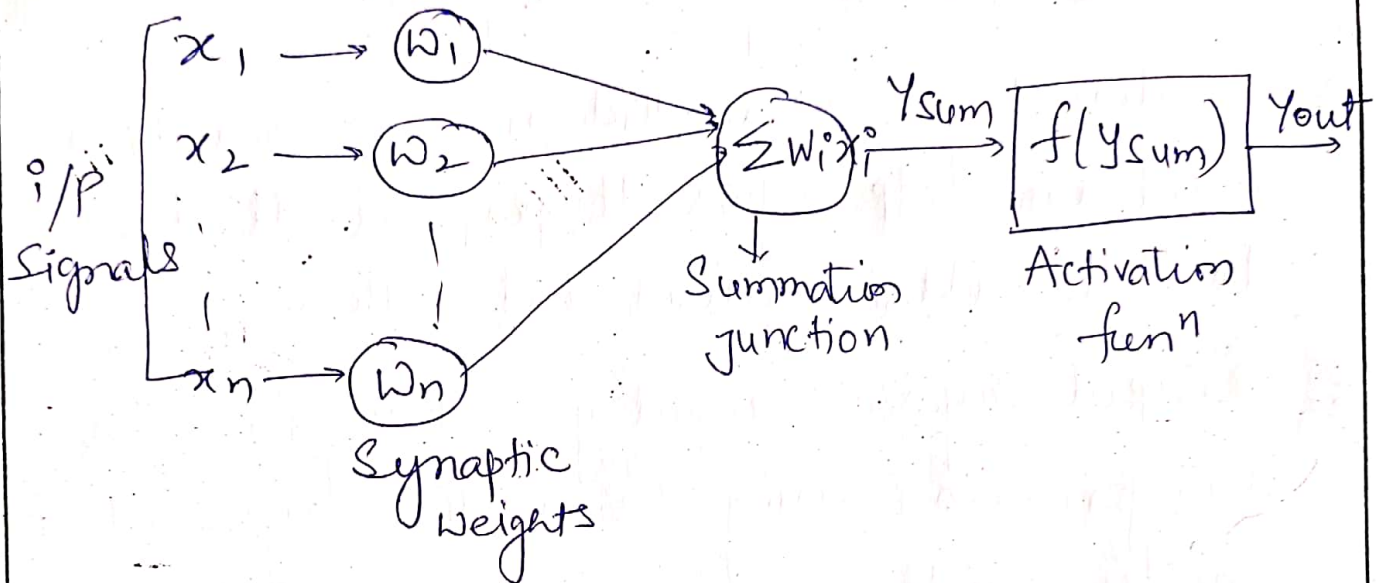 x1 → W1
x2 → W2
xn → Wn
i/p
Signals
Synaptic
Weights
ΣWixi
Summation
junction
Ysum
f(Ysum)
Activation
funⁿ
Yout